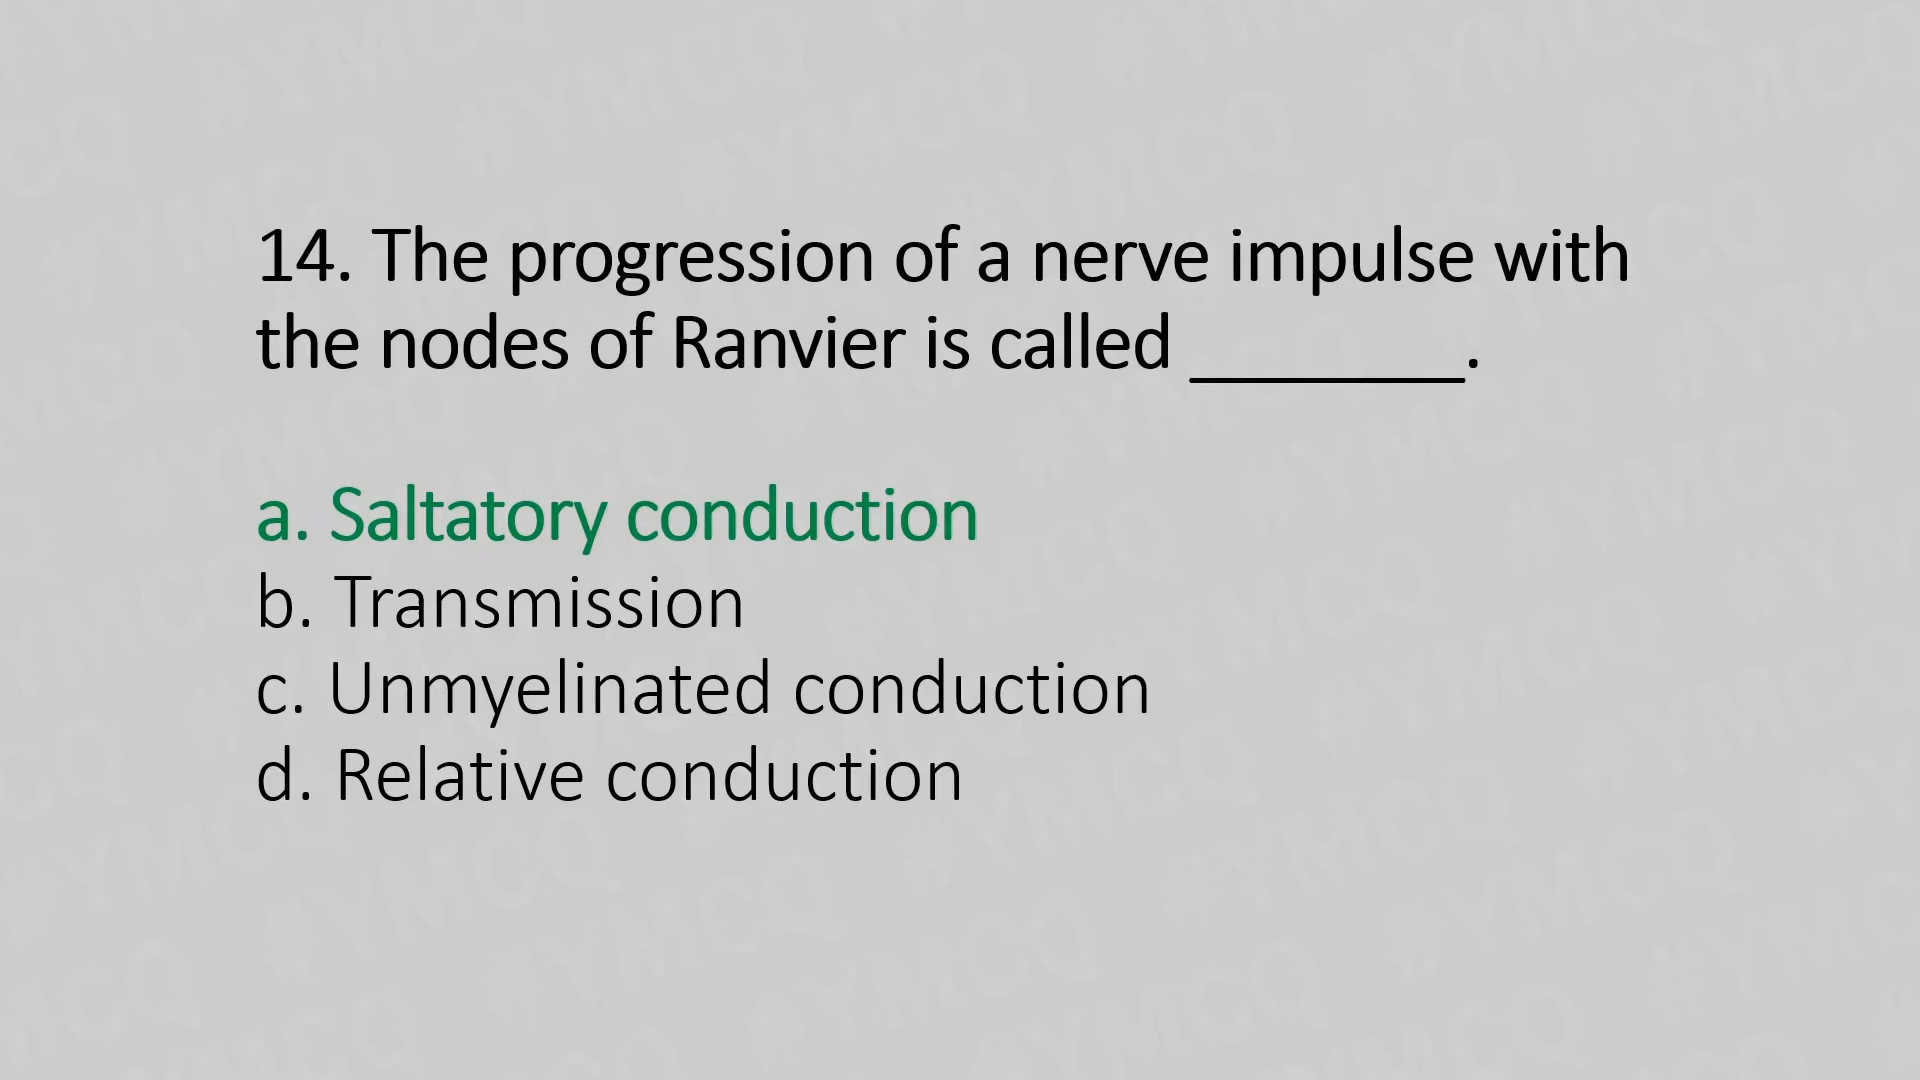 14. The progression of a nerve impulse with
the nodes of Ranvier is called ________.
a. Saltatory conduction
b. Transmission
c. Unmyelinated conduction
d. Relative conduction
#YMCQ